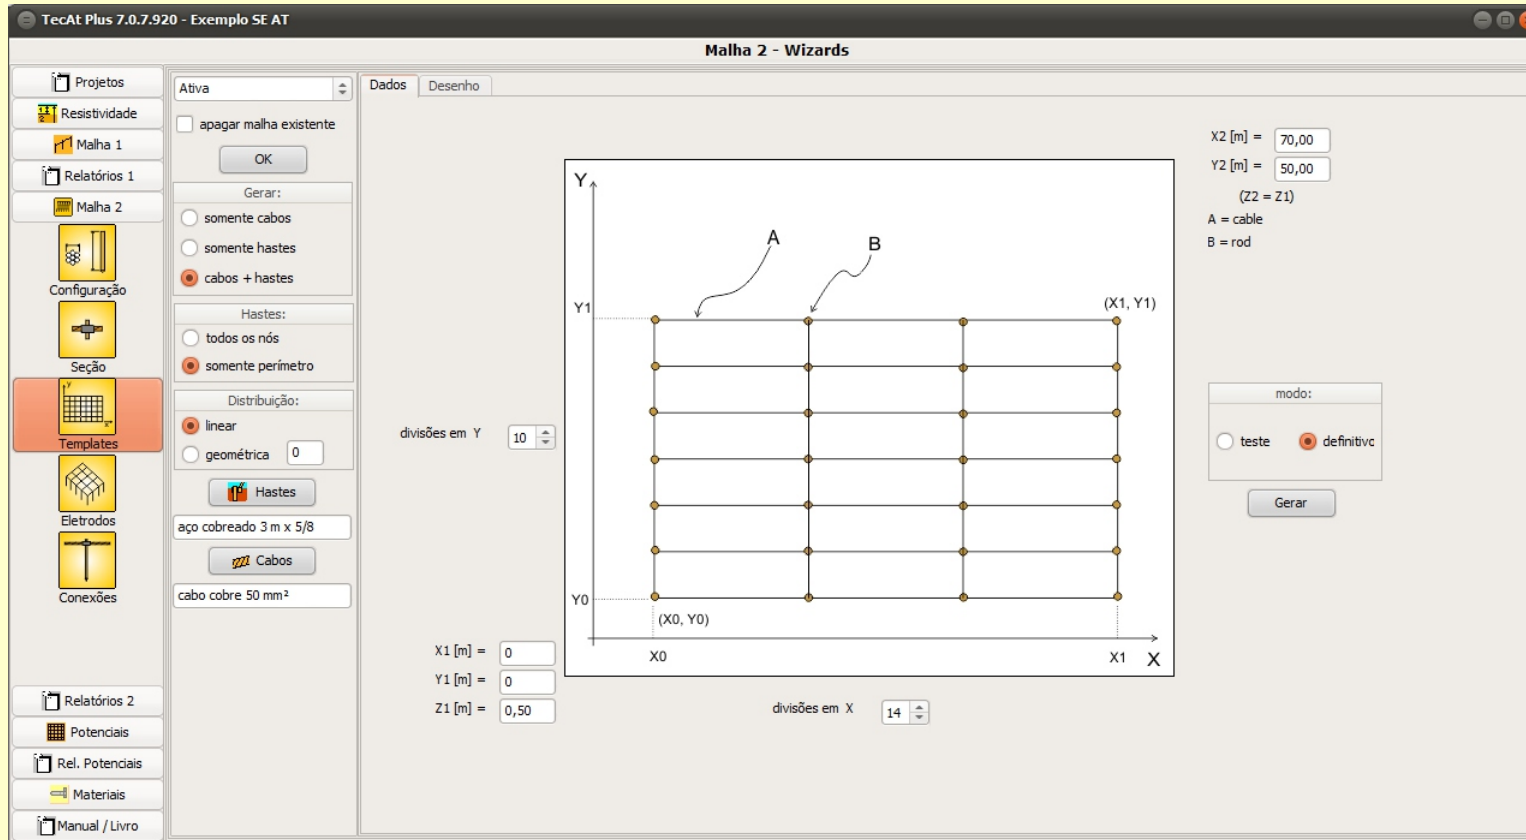 TecAt Plus 7.0.7.920 - Exemplo SE AT
Malha 2 - Wizards
Projetos
Resistividade
Malha 1
Relatórios 1
Malha 2
Configuração
Seção
Templates
Eletrodos
Conexões
Relatórios 2
Potenciais
Rel. Potenciais
Materiais
Manual / Livro
Ativa
apagar malha existente
OK
Gerar:
somente cabos
somente hastes
cabos + hastes
Hastes:
todos os nós
somente perímetro
Distribuição:
linear
geométrica 0
Hastes
aço cobreado 3 m x 5/8
Cabos
cabo cobre 50 mm²
Dados Desenho
X2 [m] = 70,00
Y2 [m] = 50,00
(Z2 = Z1)
A = cable
B = rod
Y
A
B
Y1
(X1, Y1)
divisões em Y 10
Y0
(X0, Y0)
X0
X1
X
X1 [m] = 0
Y1 [m] = 0
Z1 [m] = 0,50
divisões em X 14
modo:
teste definitivo
Gerar